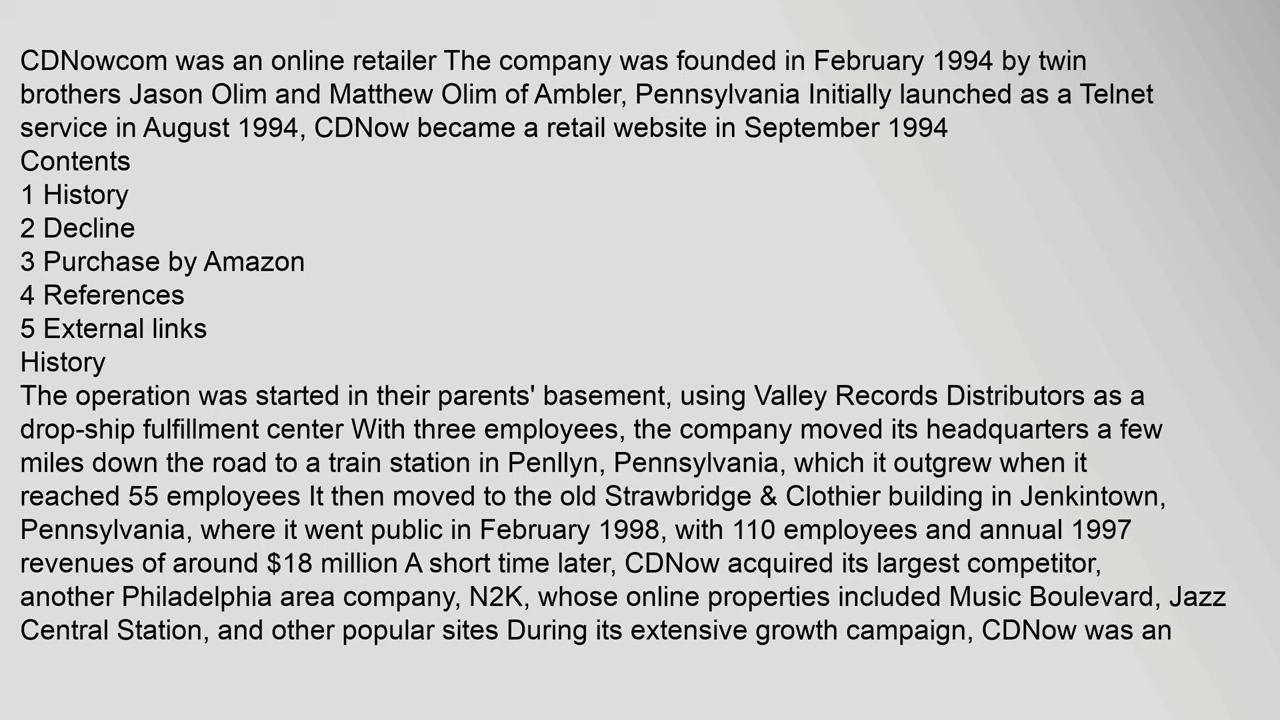 CDNowcom was an online retailer The company was founded in February 1994 by twin
brothers Jason Olim and Matthew Olim of Ambler, Pennsylvania Initially launched as a Telnet
service in August 1994, CDNow became a retail website in September 1994
Contents
1 History
2 Decline
3 Purchase by Amazon
4 References
5 External links
History
The operation was started in their parents' basement, using Valley Records Distributors as a
drop-ship fulfillment center With three employees, the company moved its headquarters a few
miles down the road to a train station in Penllyn, Pennsylvania, which it outgrew when it
reached 55 employees It then moved to the old Strawbridge & Clothier building in Jenkintown,
Pennsylvania, where it went public in February 1998, with 110 employees and annual 1997
revenues of around $18 million A short time later, CDNow acquired its largest competitor,
another Philadelphia area company, N2K, whose online properties included Music Boulevard, Jazz
Central Station, and other popular sites During its extensive growth campaign, CDNow was an